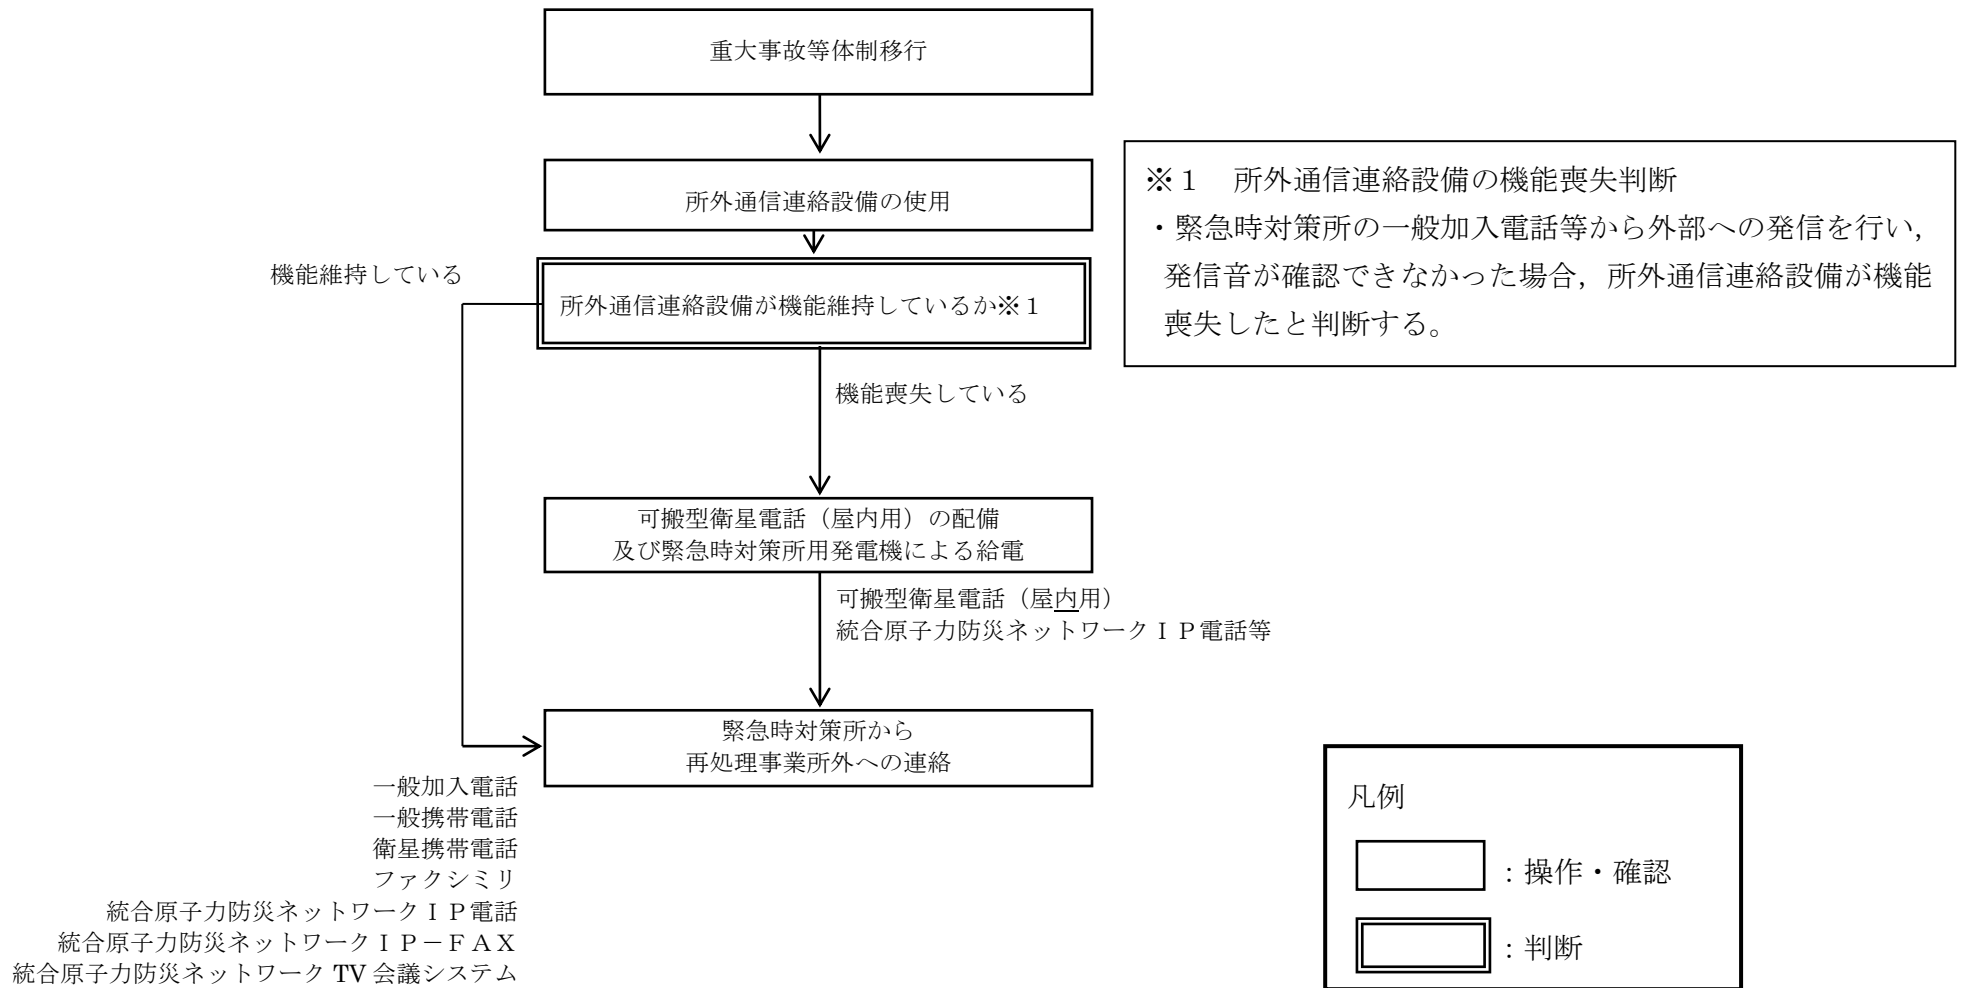 重大事故等体制移行
所外通信連絡設備の使用
※１　所外通信連絡設備の機能喪失判断
・緊急時対策所の一般加入電話等から外部への発信を行い，
発信音が確認できなかった場合，所外通信連絡設備が機能
喪失したと判断する。
機能維持している
所外通信連絡設備が機能維持しているか※１
機能喪失している
可搬型衛星電話（屋内用）の配備
及び緊急時対策所用発電機による給電
可搬型衛星電話（屋内用）
統合原子力防災ネットワークＩＰ電話等
緊急時対策所から
再処理事業所外への連絡
一般加入電話
一般携帯電話
衛星携帯電話
ファクシミリ
統合原子力防災ネットワークＩＰ電話
統合原子力防災ネットワークＩＰ－ＦＡＸ
統合原子力防災ネットワーク TV 会議システム
凡例
：操作・確認
：判断